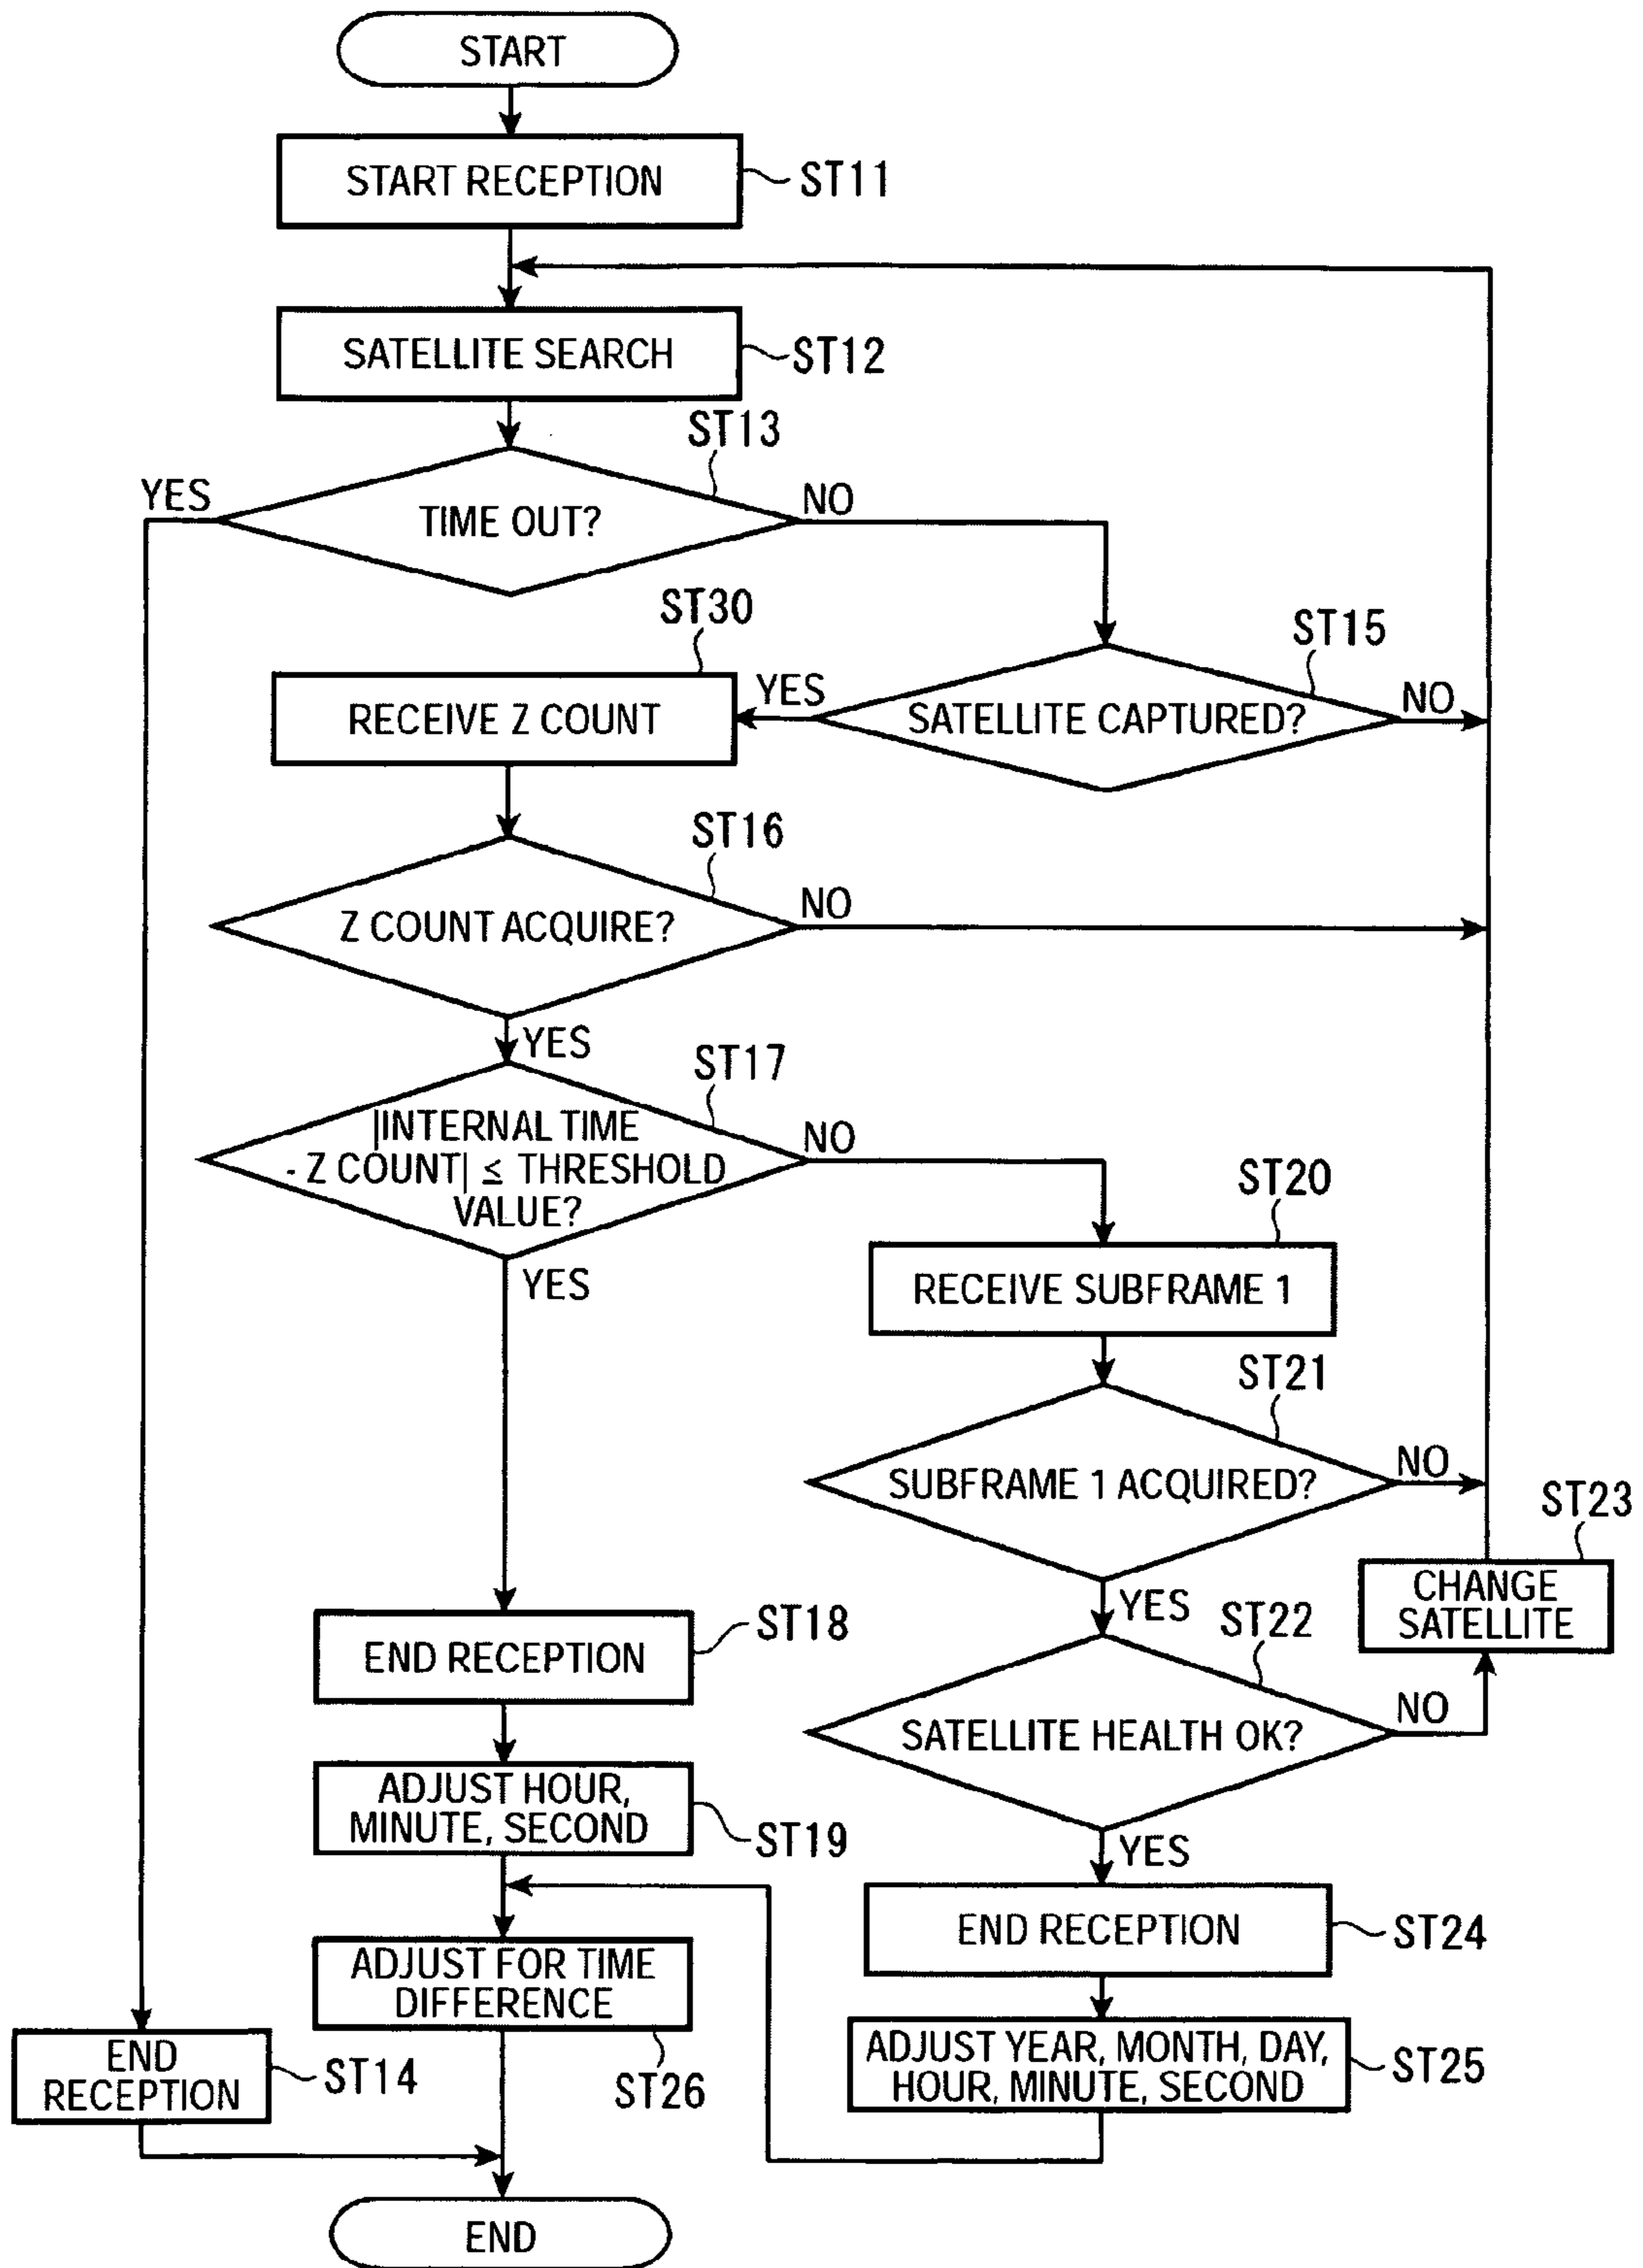 START
START RECEPTION
ST11
SATELLITE SEARCH
ST12
ST13
YES
TIME OUT?
NO
ST30
ST15
RECEIVE Z COUNT
YES
SATELLITE CAPTURED?
NO
ST16
Z COUNT ACQUIRE?
NO
YES
ST17
|INTERNAL TIME
- Z COUNT| ≤ THRESHOLD
VALUE?
NO
YES
ST20
RECEIVE SUBFRAME 1
ST21
SUBFRAME 1 ACQUIRED?
NO
YES
ST23
CHANGE
SATELLITE
ST22
SATELLITE HEALTH OK?
NO
YES
END RECEPTION
ST18
ADJUST HOUR,
MINUTE, SECOND
ST19
END RECEPTION
ST24
ADJUST FOR TIME
DIFFERENCE
ST26
ADJUST YEAR, MONTH, DAY,
HOUR, MINUTE, SECOND
ST25
END
RECEPTION
ST14
END